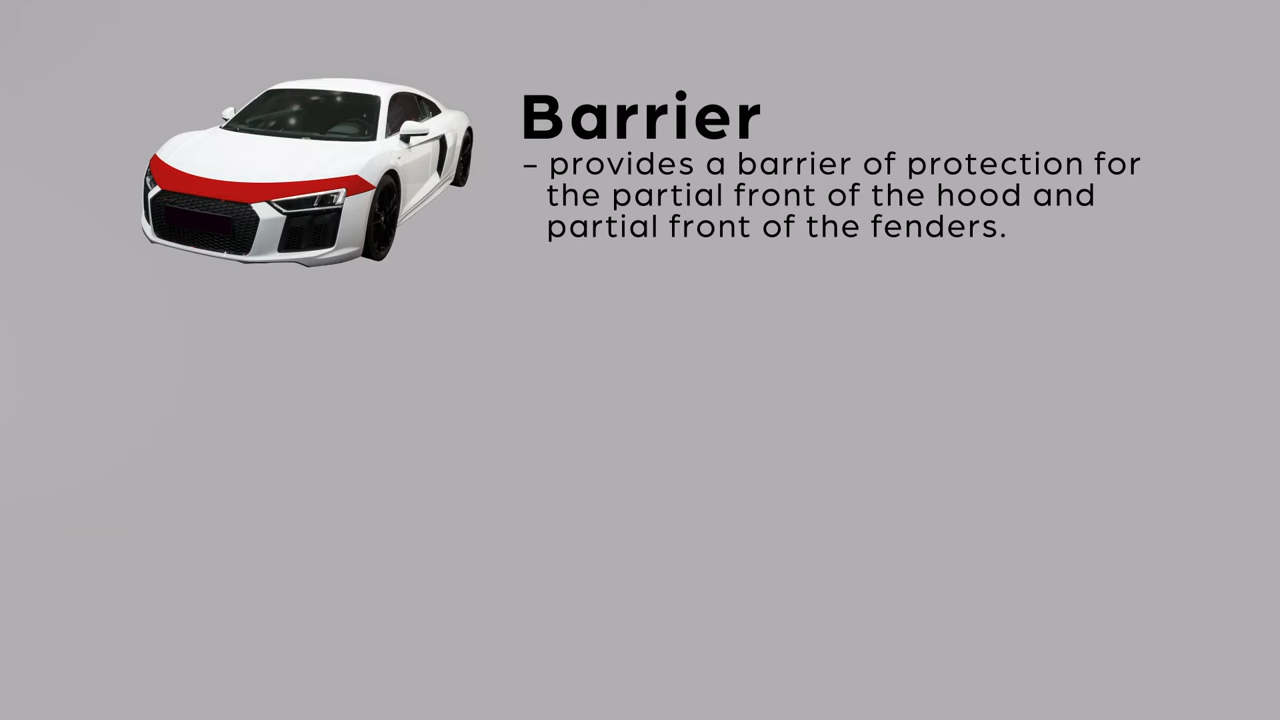 Barrier
– provides a barrier of protection for
the partial front of the hood and
partial front of the fenders.